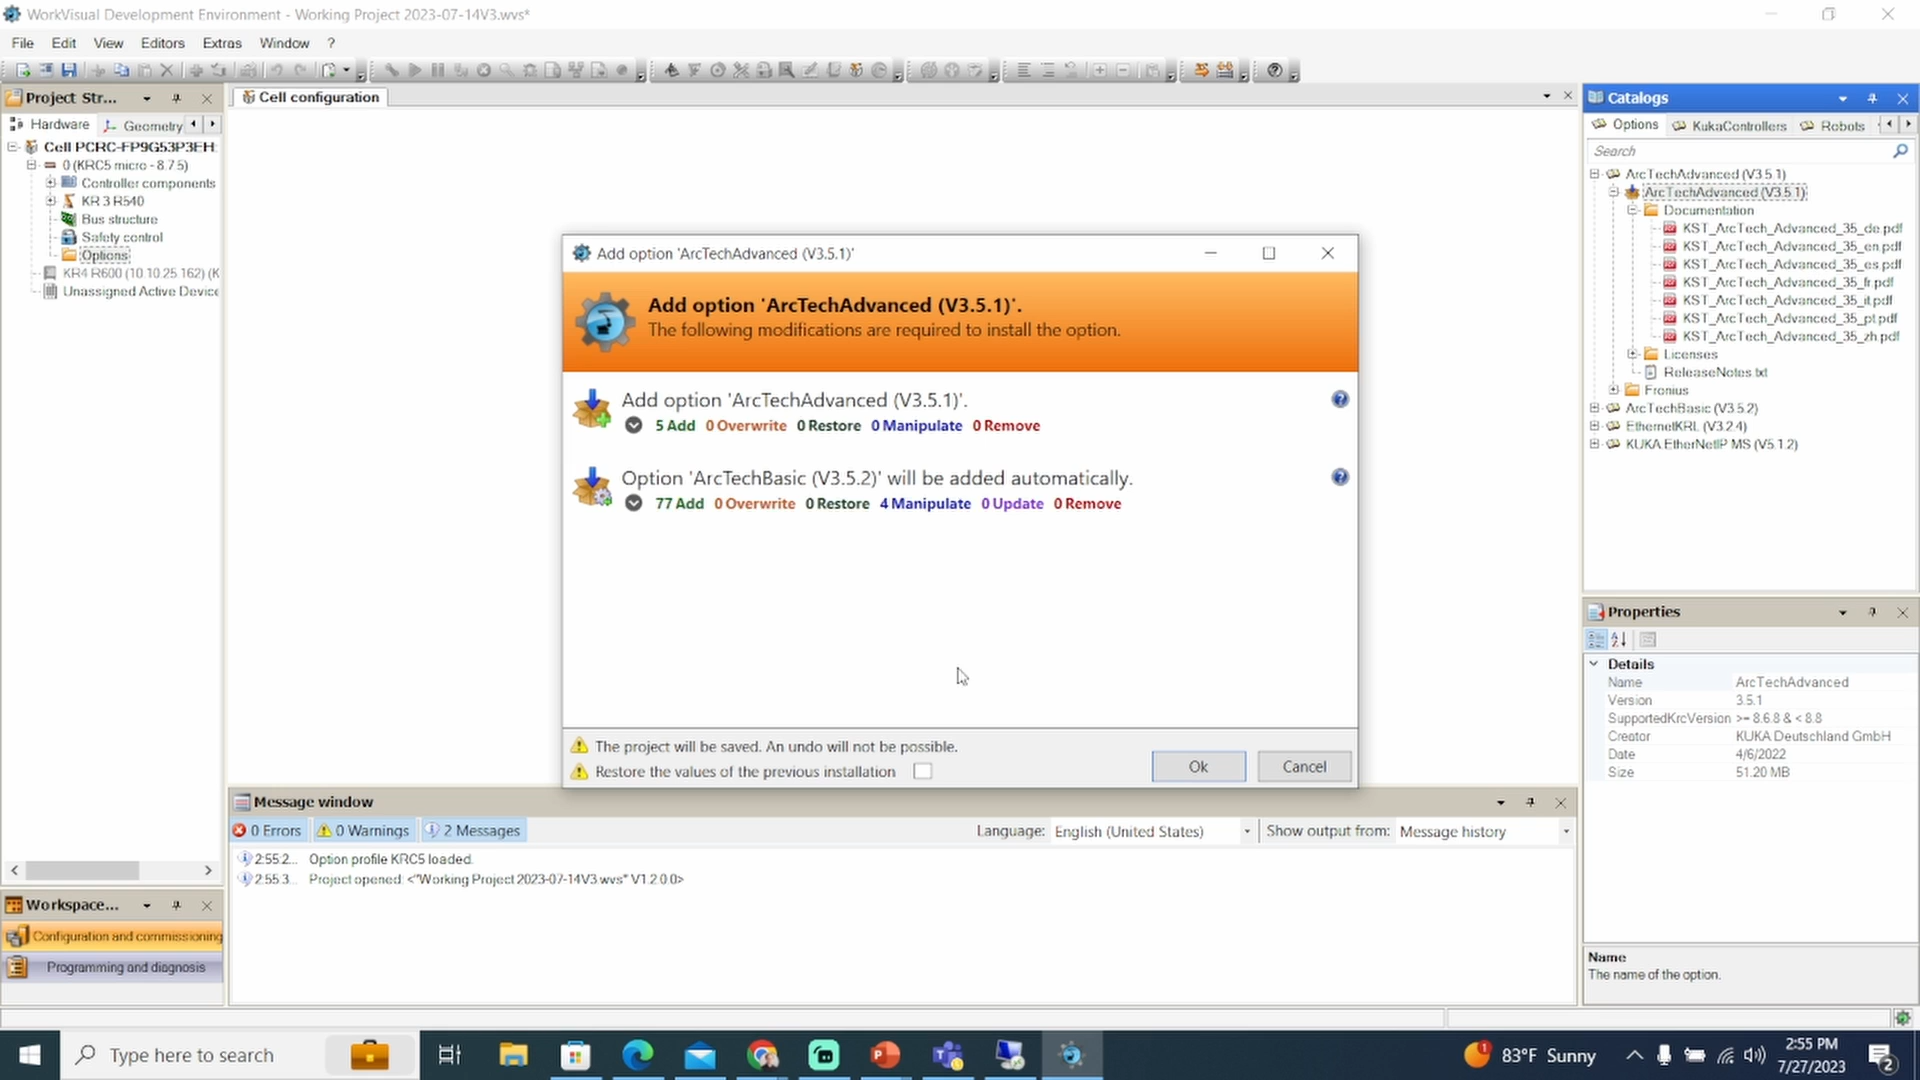 WorkVisual Development Environment - Working Project 2023-07-14V3.wvs*
File Edit View Editors Extras Window ?
Project Str...
Hardware Geometry
Cell PCRC-FP9G53P3EH:
0 (KRC5 micro - 8.7.5)
Controller components
KR 3 R540
Bus structure
Safety control
Options
KR4 R600 (10.10.25.162) (K
Unassigned Active Device
Workspace...
Configuration and commissioning
Programming and diagnosis
Cell configuration
Add option 'ArcTechAdvanced (V3.5.1)'
Add option 'ArcTechAdvanced (V3.5.1)'.
The following modifications are required to install the option.
Add option 'ArcTechAdvanced (V3.5.1)'.
5 Add 0 Overwrite 0 Restore 0 Manipulate 0 Remove
Option 'ArcTechBasic (V3.5.2)' will be added automatically.
77 Add 0 Overwrite 0 Restore 4 Manipulate 0 Update 0 Remove
The project will be saved. An undo will not be possible.
Restore the values of the previous installation
Ok Cancel
Message window
0 Errors 0 Warnings 2 Messages
Language: English (United States) Show output from: Message history
2:55:2... Option profile KRC5 loaded.
2:55:3... Project opened: <"Working Project 2023-07-14V3.wvs" V1.2.0.0>
Catalogs
Options KukaControllers Robots
Search
ArcTechAdvanced (V3.5.1)
ArcTechAdvanced (V3.5.1)
Documentation
KST_ArcTech_Advanced_35_de.pdf
KST_ArcTech_Advanced_35_en.pdf
KST_ArcTech_Advanced_35_es.pdf
KST_ArcTech_Advanced_35_fr.pdf
KST_ArcTech_Advanced_35_it.pdf
KST_ArcTech_Advanced_35_pt.pdf
KST_ArcTech_Advanced_35_zh.pdf
Licenses
ReleaseNotes.txt
Fronius
ArcTechBasic (V3.5.2)
EthernetKRL (V3.2.4)
KUKA.EtherNetIP MS (V5.1.2)
Properties
Details
Name ArcTechAdvanced
Version 3.5.1
SupportedKrcVersion >= 8.6.8 & < 8.8
Creator KUKA Deutschland GmbH
Date 4/6/2022
Size 51.20 MB
Name
The name of the option.
Type here to search
1
83°F Sunny
2:55 PM
7/27/2023
2